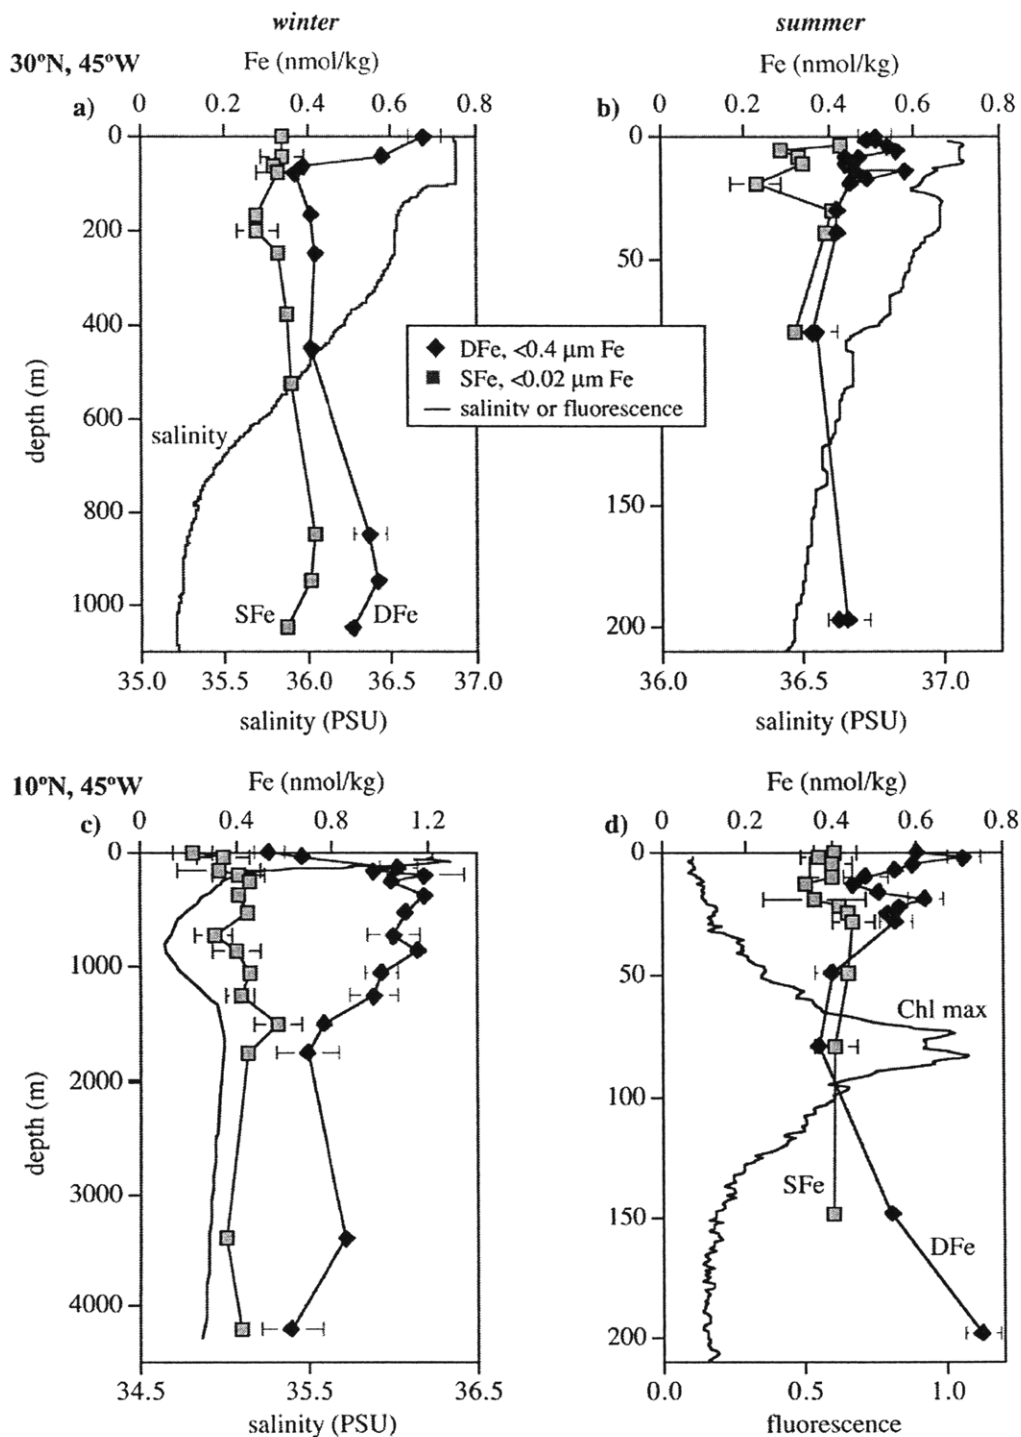 winter
summer
30ºN, 45ºW
Fe (nmol/kg)
Fe (nmol/kg)
a)
0 0.2 0.4 0.6 0.8
b)
0 0.2 0.4 0.6 0.8
0
200
400
600
800
1000
depth (m)
salinity
SFe
DFe
35.0 35.5 36.0 36.5 37.0
salinity (PSU)
DFe, <0.4 µm Fe
SFe, <0.02 µm Fe
salinity or fluorescence
0
50
150
200
36.0 36.5 37.0
salinity (PSU)
10ºN, 45ºW
Fe (nmol/kg)
Fe (nmol/kg)
c)
0 0.4 0.8 1.2
d)
0 0.2 0.4 0.6 0.8
0
1000
2000
3000
4000
depth (m)
34.5 35.5 36.5
salinity (PSU)
0
50
100
150
200
Chl max
SFe
DFe
0.0 0.5 1.0
fluorescence